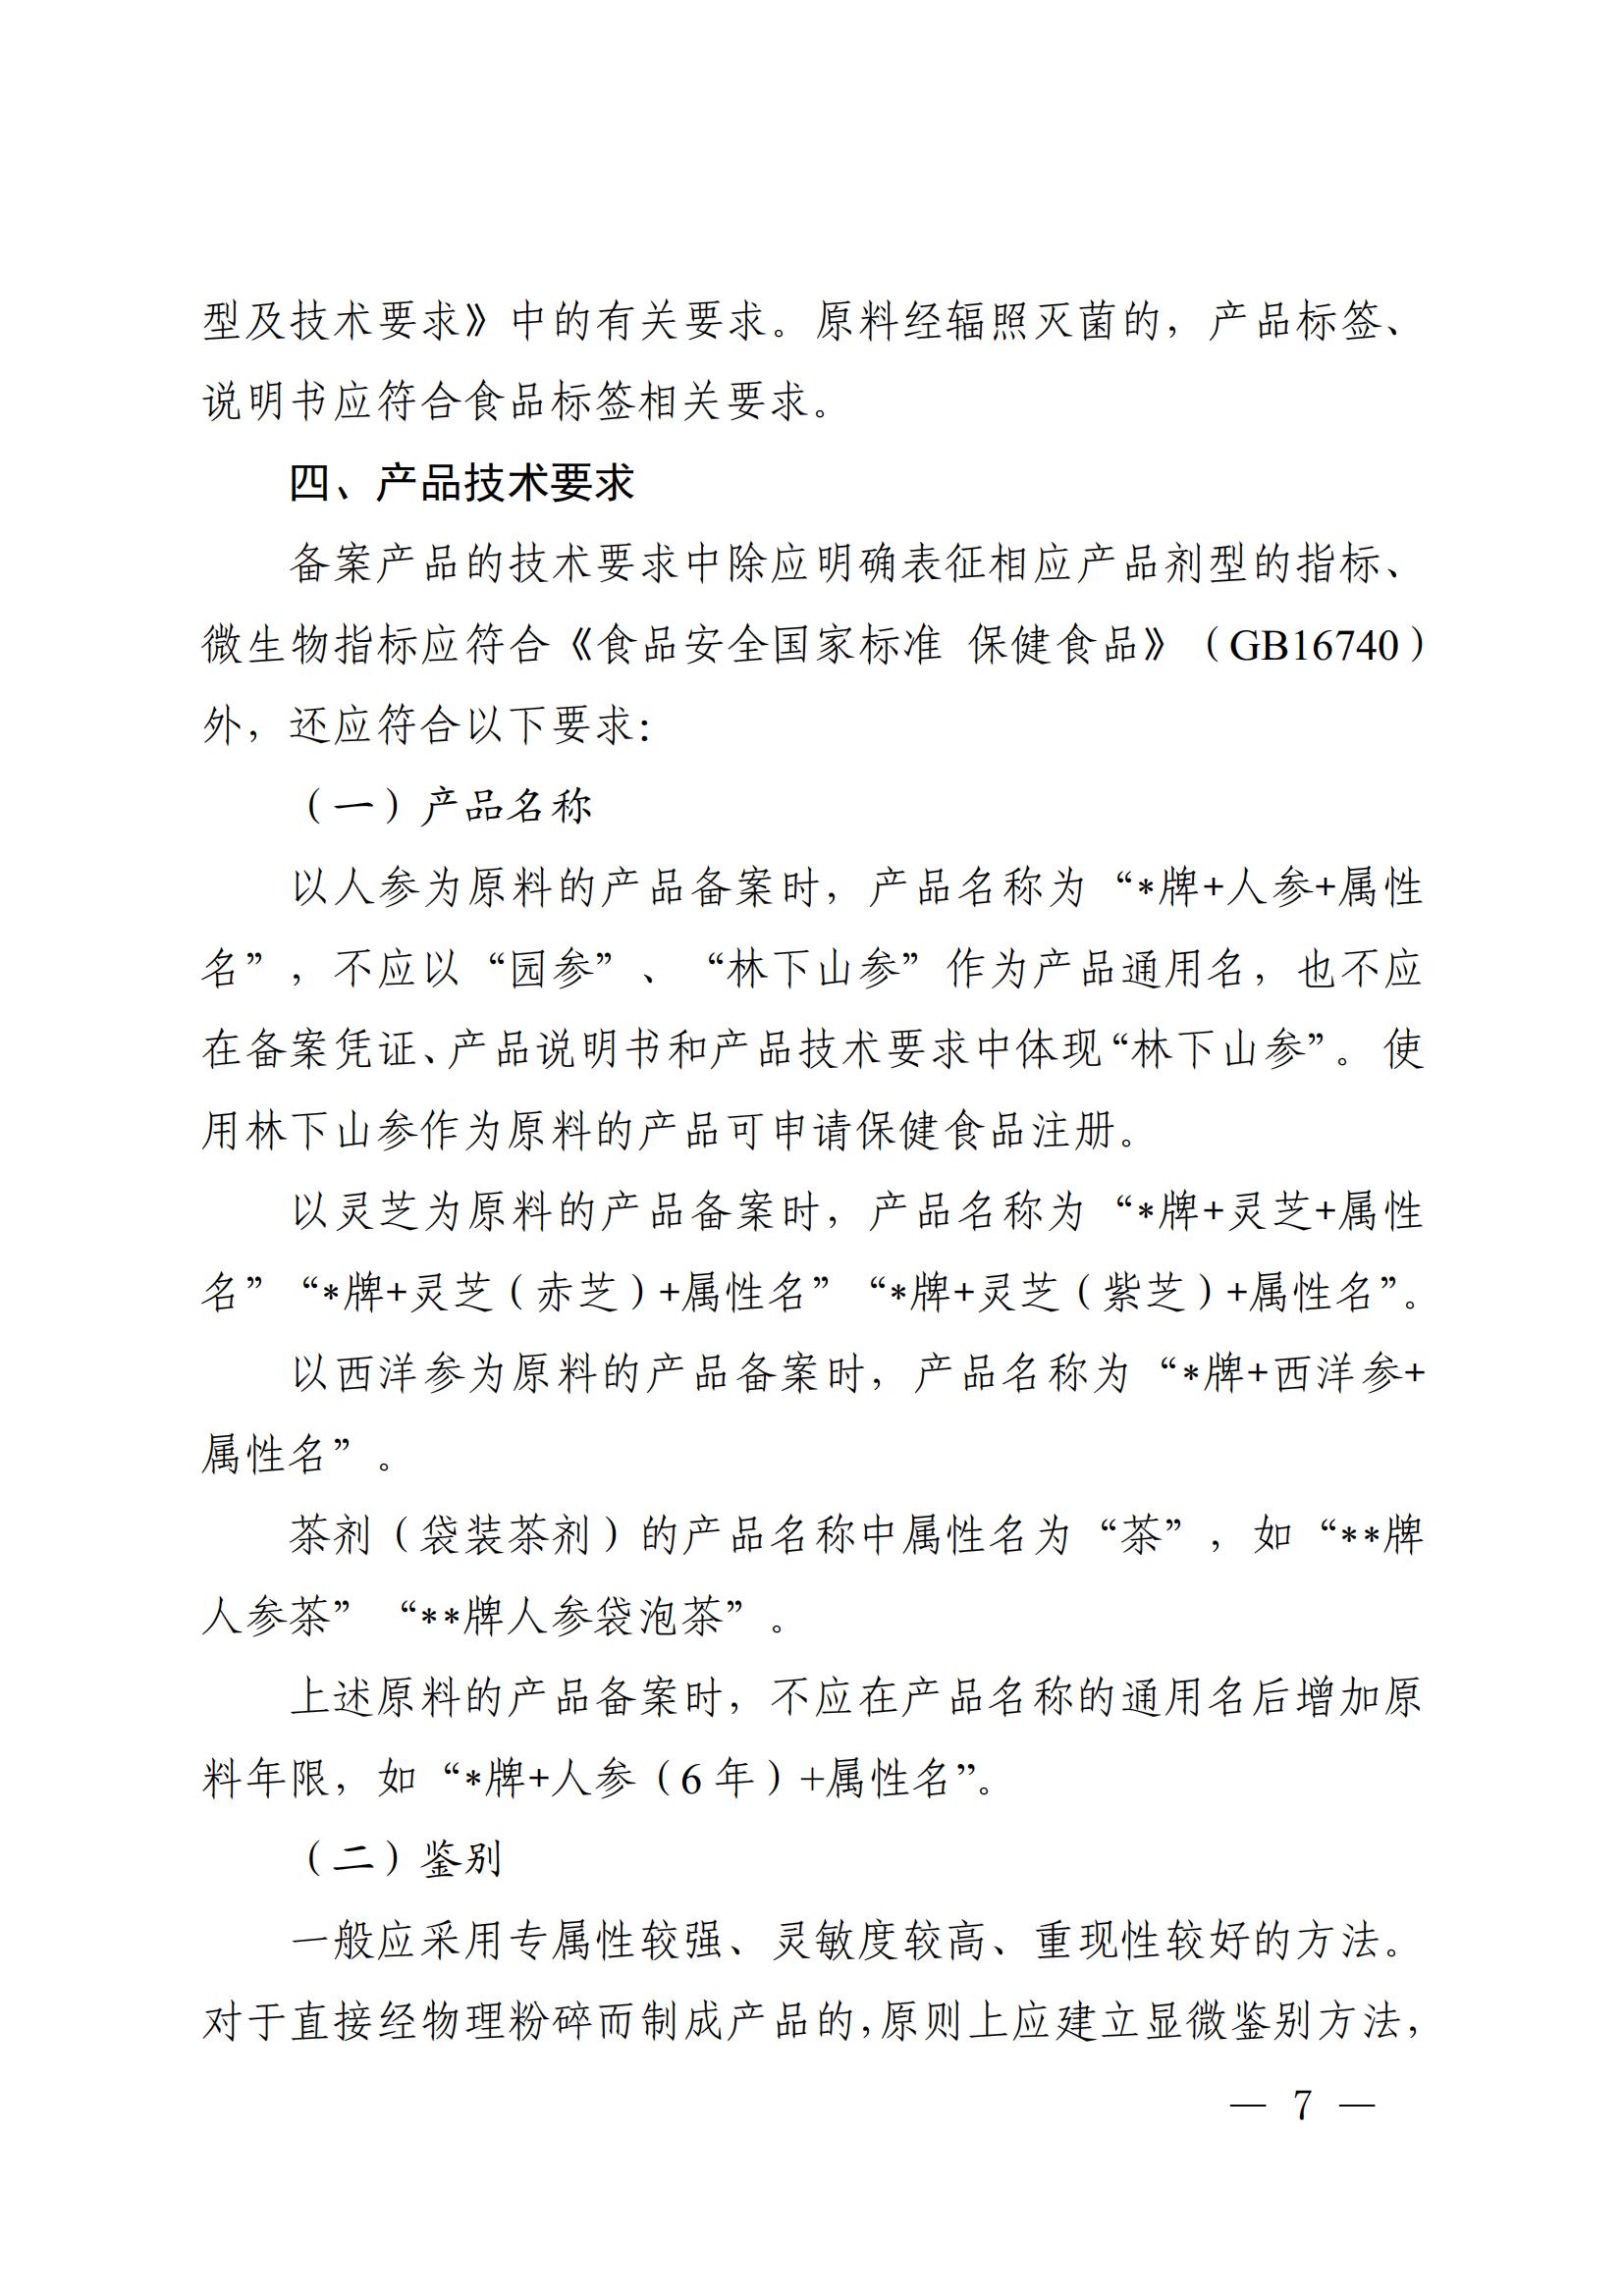 型及技术要求》中的有关要求。原料经辐照灭菌的，产品标签、
说明书应符合食品标签相关要求。
四、产品技术要求
备案产品的技术要求中除应明确表征相应产品剂型的指标、
微生物指标应符合《食品安全国家标准 保健食品》（GB16740）
外，还应符合以下要求：
（一）产品名称
以人参为原料的产品备案时，产品名称为“*牌+人参+属性
名”，不应以“园参”、“林下山参”作为产品通用名，也不应
在备案凭证、产品说明书和产品技术要求中体现“林下山参”。使
用林下山参作为原料的产品可申请保健食品注册。
以灵芝为原料的产品备案时，产品名称为“*牌+灵芝+属性
名”“*牌+灵芝（赤芝）+属性名”“*牌+灵芝（紫芝）+属性名”。
以西洋参为原料的产品备案时，产品名称为“*牌+西洋参+
属性名”。
茶剂（袋装茶剂）的产品名称中属性名为“茶”，如“**牌
人参茶”“**牌人参袋泡茶”。
上述原料的产品备案时，不应在产品名称的通用名后增加原
料年限，如“*牌+人参（6 年）+属性名”。
（二）鉴别
一般应采用专属性较强、灵敏度较高、重现性较好的方法。
对于直接经物理粉碎而制成产品的，原则上应建立显微鉴别方法，
— 7 —